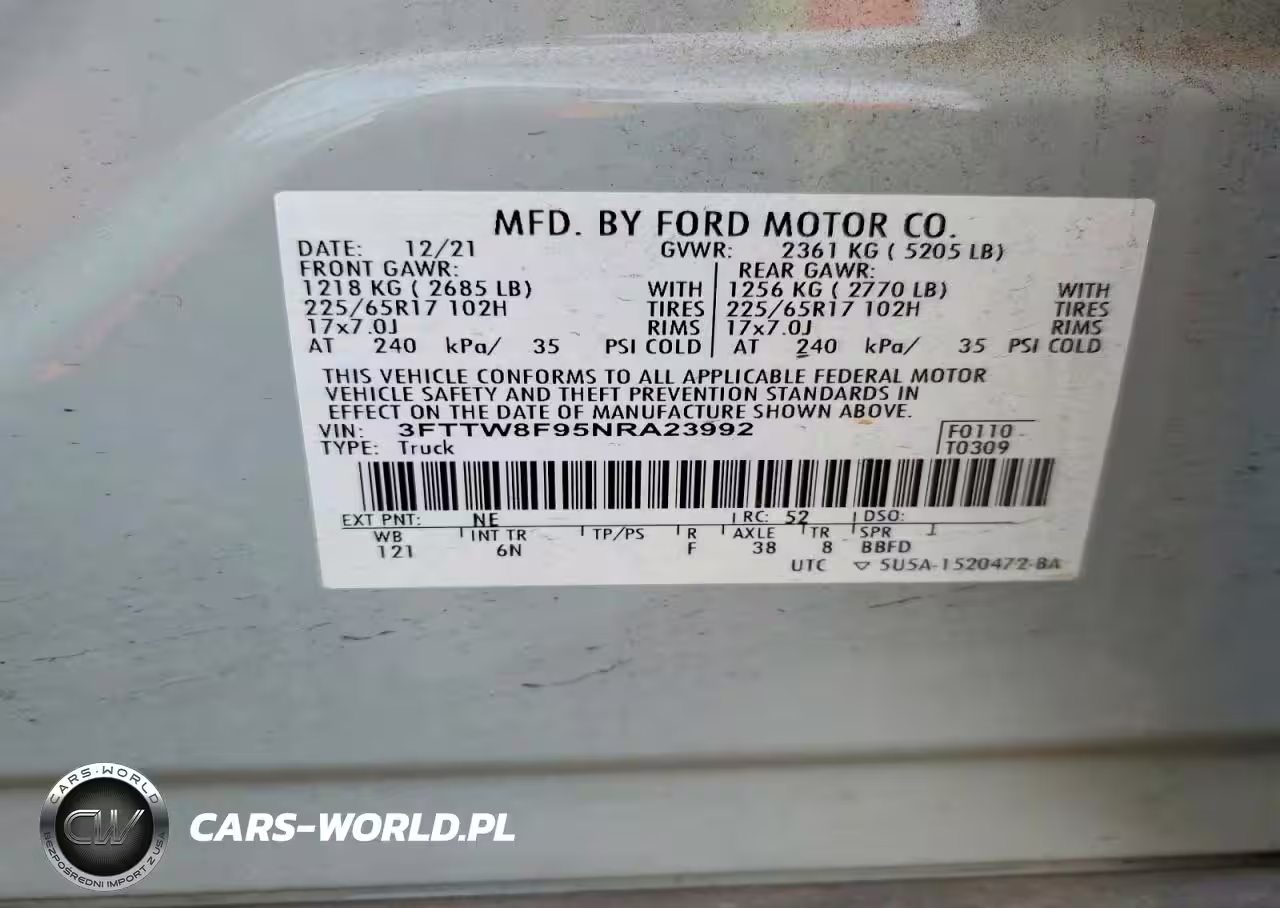 MFD. BY FORD MOTOR CO.
DATE: 12/21 GVWR: 2361 KG ( 5205 LB)
FRONT GAWR: REAR GAWR:
1218 KG ( 2685 LB) WITH 1256 KG ( 2770 LB) WITH
225/65R17 102H TIRES 225/65R17 102H TIRES
17x7.0J RIMS 17x7.0J RIMS
AT 240 kPa/ 35 PSI COLD AT 240 kPa/ 35 PSI COLD
THIS VEHICLE CONFORMS TO ALL APPLICABLE FEDERAL MOTOR
VEHICLE SAFETY AND THEFT PREVENTION STANDARDS IN
EFFECT ON THE DATE OF MANUFACTURE SHOWN ABOVE.
VIN: 3FTTW8F95NRA23992 F0110
TYPE: Truck T0309
EXT PNT: NE RC: 52 DSO:
WB INT TR TP/PS R AXLE TR SPR
121 6N F 38 8 BBFD
UTC ▽ 5U5A-1520472-BA
CARS-WORLD
CW
BEZPOŚREDNI IMPORT Z USA
CARS-WORLD.PL